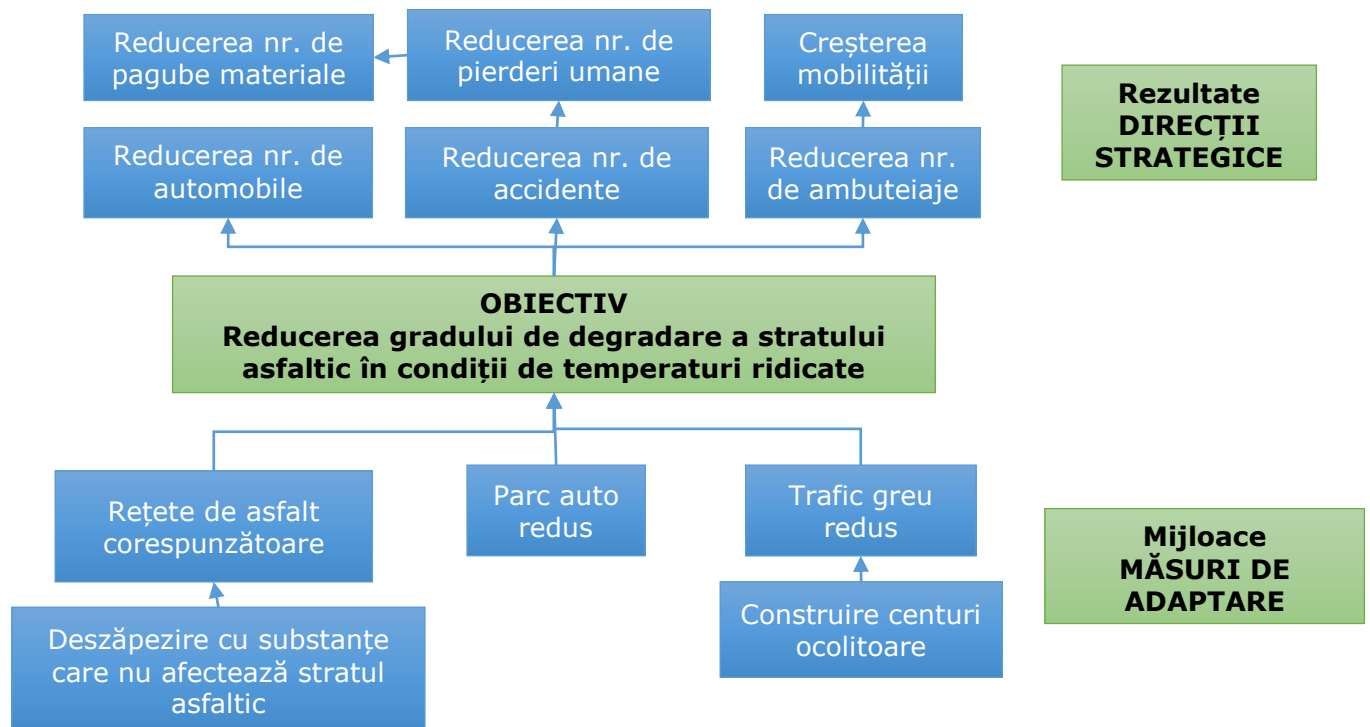 Reducerea nr. de
pagube materiale
Reducerea nr. de
pierderi umane
Creșterea
mobilității
Rezultate
DIRECȚII
STRATEGICE
Reducerea nr. de
automobile
Reducerea nr. de
accidente
Reducerea nr.
de ambuteiaje
OBIECTIV
Reducerea gradului de degradare a stratului
asfaltic în condiții de temperaturi ridicate
Rețete de asfalt
corespunzătoare
Parc auto
redus
Trafic greu
redus
Mijloace
MĂSURI DE
ADAPTARE
Deszăpezire cu substanțe
care nu afectează stratul
asfaltic
Construire centuri
ocolitoare